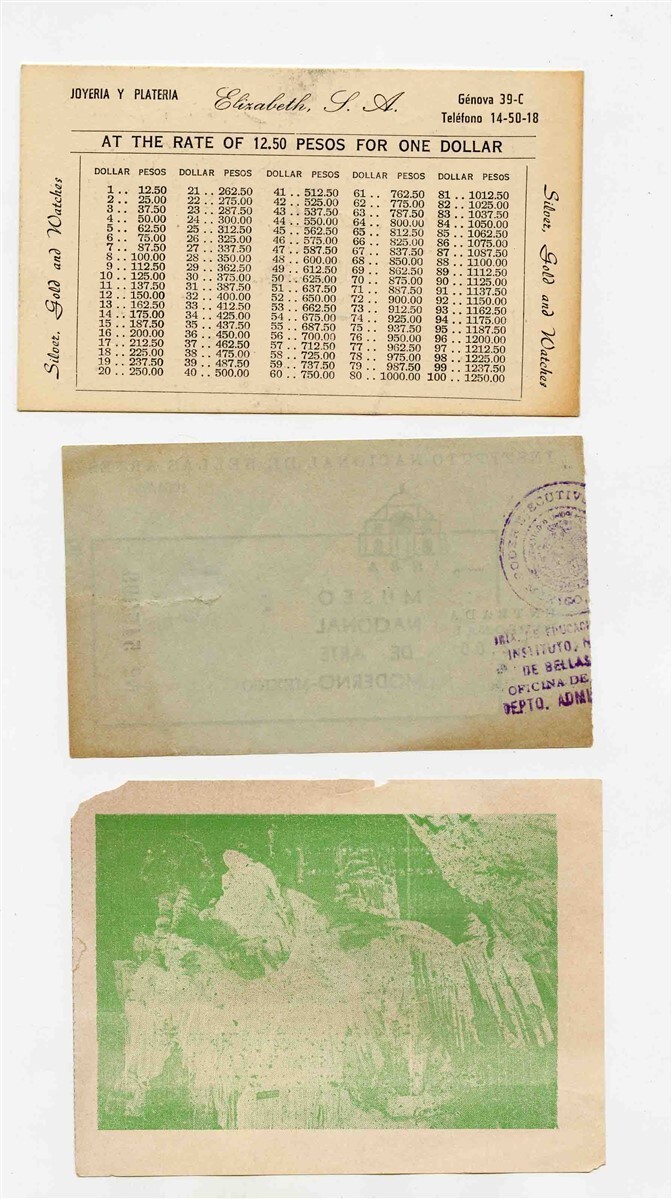 JOYERIA Y PLATERIA
Elizabeth, S. A.
Génova 39-C
Teléfono 14-50-18
AT THE RATE OF 12.50 PESOS FOR ONE DOLLAR
Silver, Gold and Watches
DOLLAR PESOS DOLLAR PESOS DOLLAR PESOS DOLLAR PESOS DOLLAR PESOS
1 .. 12.50 21 .. 262.50 41 .. 512.50 61 .. 762.50 81 .. 1012.50
2 .. 25.00 22 .. 275.00 42 .. 525.00 62 .. 775.00 82 .. 1025.00
3 .. 37.50 23 .. 287.50 43 .. 537.50 63 .. 787.50 83 .. 1037.50
4 .. 50.00 24 .. 300.00 44 .. 550.00 64 .. 800.00 84 .. 1050.00
5 .. 62.50 25 .. 312.50 45 .. 562.50 65 .. 812.50 85 .. 1062.50
6 .. 75.00 26 .. 325.00 46 .. 575.00 66 .. 825.00 86 .. 1075.00
7 .. 87.50 27 .. 337.50 47 .. 587.50 67 .. 837.50 87 .. 1087.50
8 .. 100.00 28 .. 350.00 48 .. 600.00 68 .. 850.00 88 .. 1100.00
9 .. 112.50 29 .. 362.50 49 .. 612.50 69 .. 862.50 89 .. 1112.50
10 .. 125.00 30 .. 375.00 50 .. 625.00 70 .. 875.00 90 .. 1125.00
11 .. 137.50 31 .. 387.50 51 .. 637.50 71 .. 887.50 91 .. 1137.50
12 .. 150.00 32 .. 400.00 52 .. 650.00 72 .. 900.00 92 .. 1150.00
13 .. 162.50 33 .. 412.50 53 .. 662.50 73 .. 912.50 93 .. 1162.50
14 .. 175.00 34 .. 425.00 54 .. 675.00 74 .. 925.00 94 .. 1175.00
15 .. 187.50 35 .. 437.50 55 .. 687.50 75 .. 937.50 95 .. 1187.50
16 .. 200.00 36 .. 450.00 56 .. 700.00 76 .. 950.00 96 .. 1200.00
17 .. 212.50 37 .. 462.50 57 .. 712.50 77 .. 962.50 97 .. 1212.50
18 .. 225.00 38 .. 475.00 58 .. 725.00 78 .. 975.00 98 .. 1225.00
19 .. 237.50 39 .. 487.50 59 .. 737.50 79 .. 987.50 99 .. 1237.50
20 .. 250.00 40 .. 500.00 60 .. 750.00 80 .. 1000.00 100 .. 1250.00
Silver, Gold and Watches
INSTITUTO NACIONAL DE BELLAS ARTES
MUSEO
NACIONAL
DE ARTE
MODERNO-MEXICO
PODER EJECUTIV
INSTITUTO, N
DE BELLAS
OFICINA DE
DEPTO. ADMI